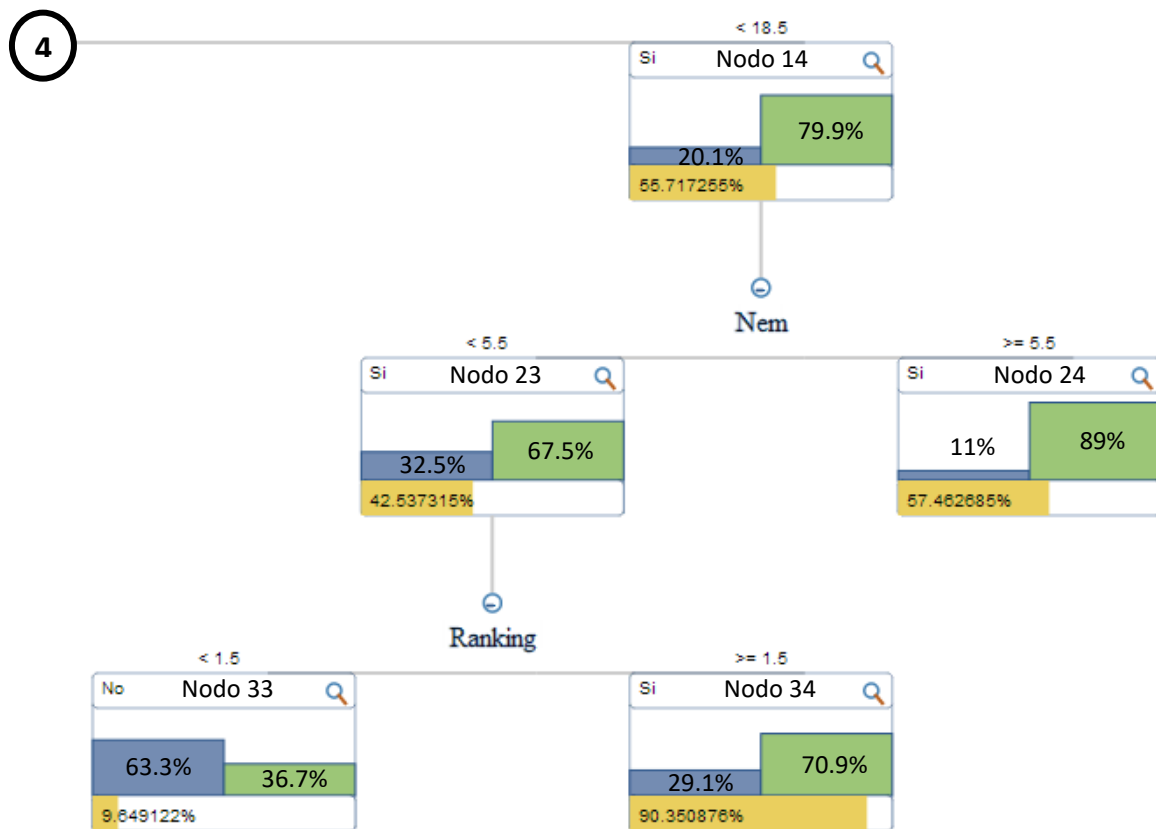 4
< 18.5
Si Nodo 14
79.9%
20.1%
55.717255%
Nem
< 5.5
>= 5.5
Si Nodo 23
Si Nodo 24
32.5% 67.5%
11% 89%
42.537315%
57.462685%
Ranking
< 1.5
>= 1.5
No Nodo 33
Si Nodo 34
63.3% 36.7%
29.1% 70.9%
9.649122%
90.350876%